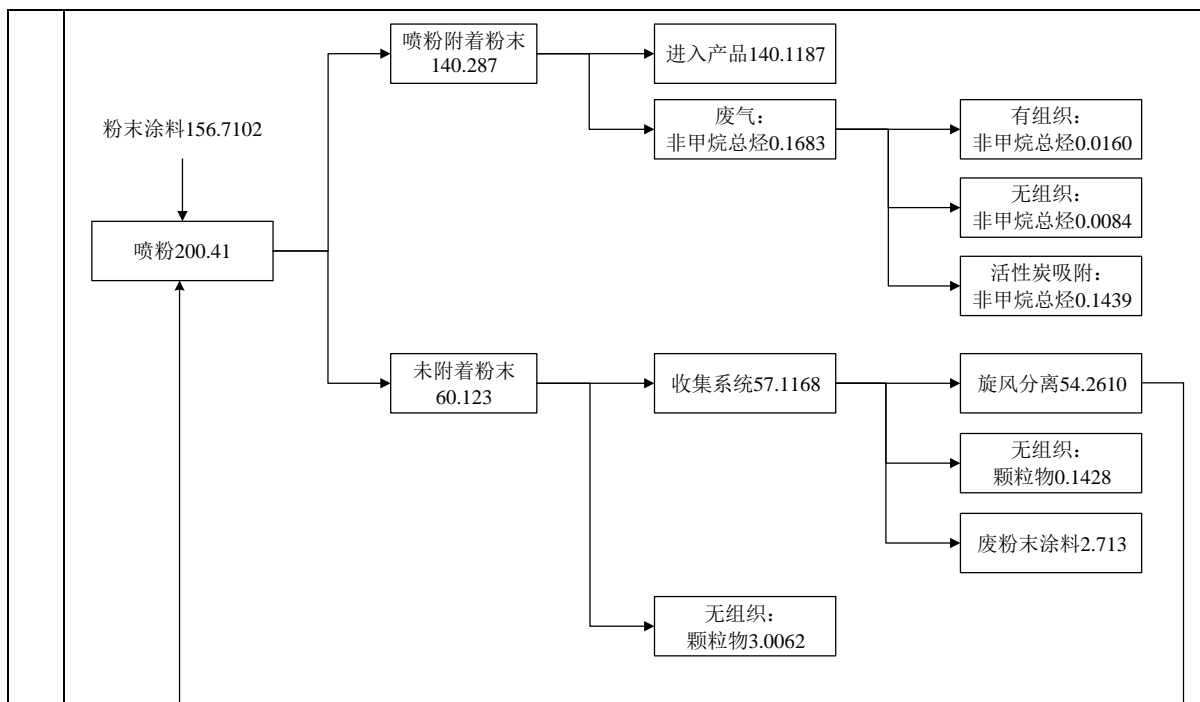 喷粉附着粉末
140.287
进入产品140.1187
粉末涂料156.7102
废气：
非甲烷总烃0.1683
有组织：
非甲烷总烃0.0160
无组织：
非甲烷总烃0.0084
喷粉200.41
活性炭吸附：
非甲烷总烃0.1439
未附着粉末
60.123
收集系统57.1168
旋风分离54.2610
无组织：
颗粒物0.1428
废粉末涂料2.713
无组织：
颗粒物3.0062